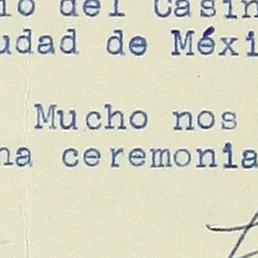 io del Casin
udad de Méxi
Mucho nos
na ceremonia